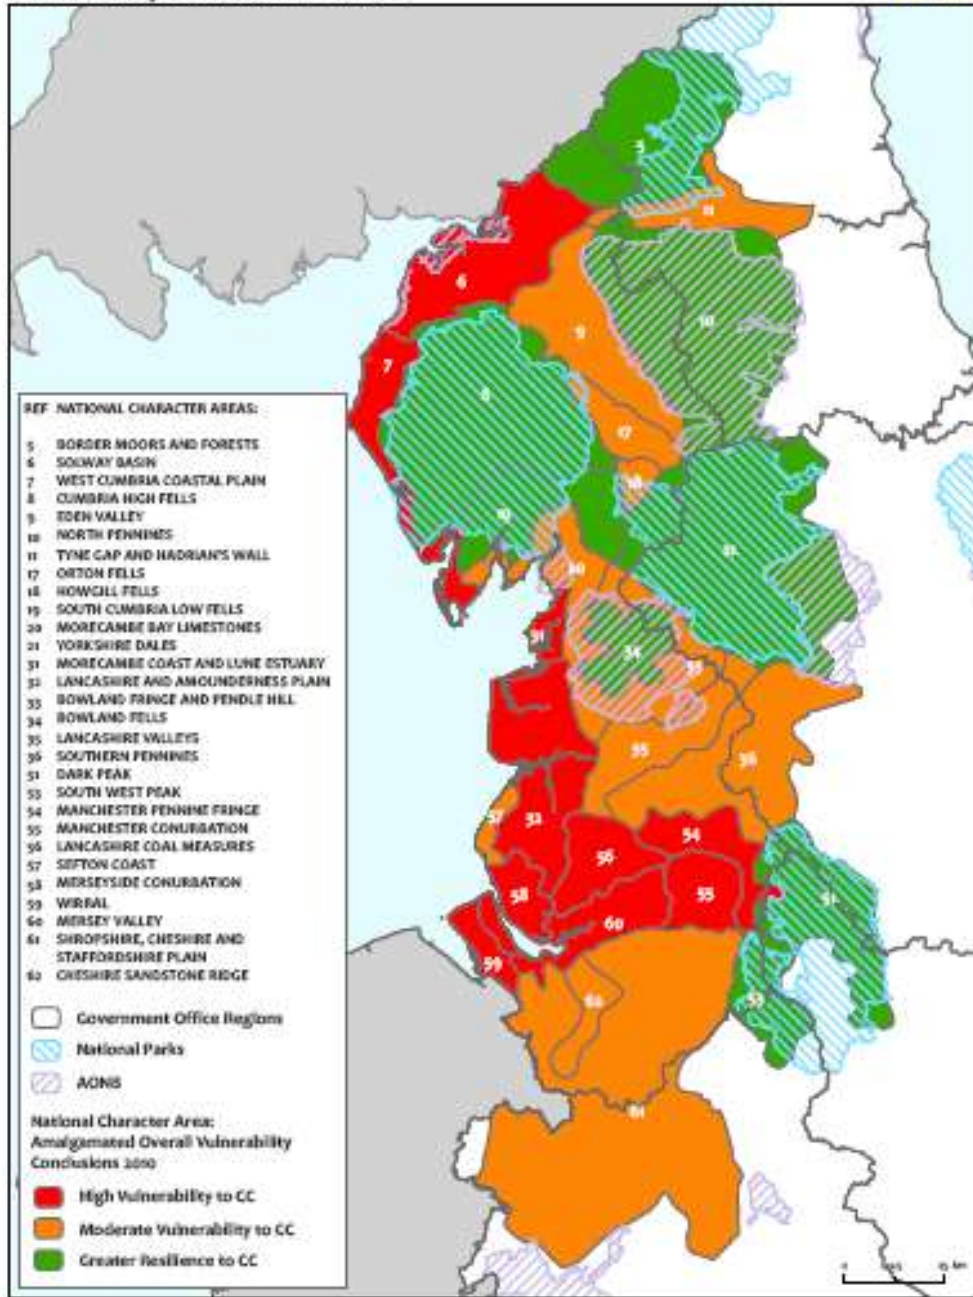 REF NATIONAL CHARACTER AREAS:
5 BORDER MOORS AND FORESTS
6 SOLWAY BASIN
7 WEST CUMBRIA COASTAL PLAIN
8 CUMBRIA HIGH FELLS
9 EDEN VALLEY
10 NORTH PENNINES
11 TYNE GAP AND HADRIAN'S WALL
17 ORTON FELLS
18 HOWGILL FELLS
19 SOUTH CUMBRIA LOW FELLS
20 MORECAMBE BAY LIMESTONES
21 YORKSHIRE DALES
31 MORECAMBE COAST AND LUNE ESTUARY
32 LANCASHIRE AND AMOUNDERNESS PLAIN
33 BOWLAND FRINGE AND PENDLE HILL
34 BOWLAND FELLS
35 LANCASHIRE VALLEYS
36 SOUTHERN PENNINES
51 DARK PEAK
53 SOUTH WEST PEAK
54 MANCHESTER PENNINE FRINGE
55 MANCHESTER CONURBATION
56 LANCASHIRE COAL MEASURES
57 SEFTON COAST
58 MERSEYSIDE CONURBATION
59 WIRRAL
60 MERSEY VALLEY
61 SHROPSHIRE, CHESHIRE AND
STAFFORDSHIRE PLAIN
62 CHESHIRE SANDSTONE RIDGE
Government Office Regions
National Parks
AONB
National Character Area:
Amalgamated Overall Vulnerability
Conclusions 2010
High Vulnerability to CC
Moderate Vulnerability to CC
Greater Resilience to CC
5
11
6
10
9
7
8
17
18
19
21
20
31
34
33
35
36
57
32
54
56
58
55
51
60
59
62
53
61